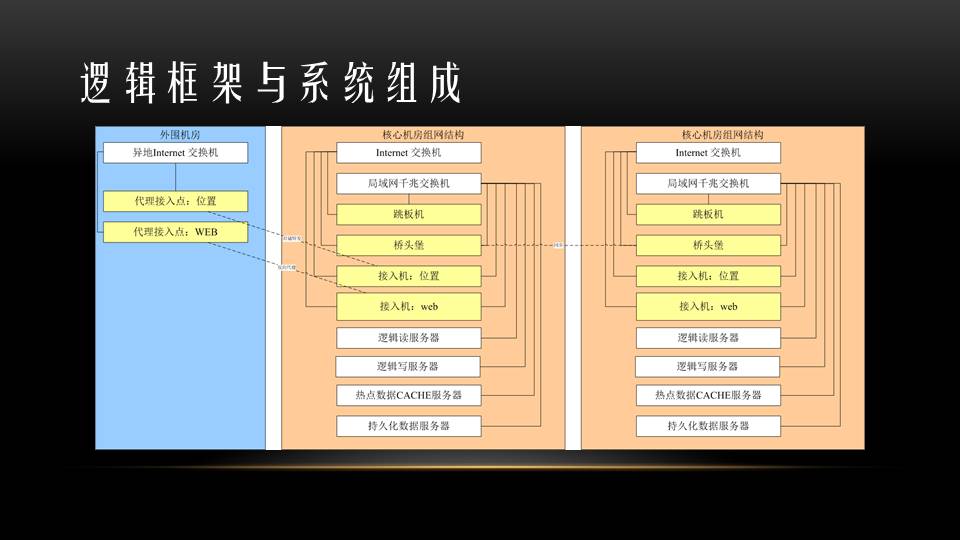 逻辑框架与系统组成
外围机房
异地Internet 交换机
代理接入点：位置
代理接入点：WEB
核心机房组网结构
Internet 交换机
局域网千兆交换机
跳板机
桥头堡
接入机：位置
接入机：web
逻辑读服务器
逻辑写服务器
热点数据CACHE服务器
持久化数据服务器
核心机房组网结构
Internet 交换机
局域网千兆交换机
跳板机
桥头堡
接入机：位置
接入机：web
逻辑读服务器
逻辑写服务器
热点数据CACHE服务器
持久化数据服务器